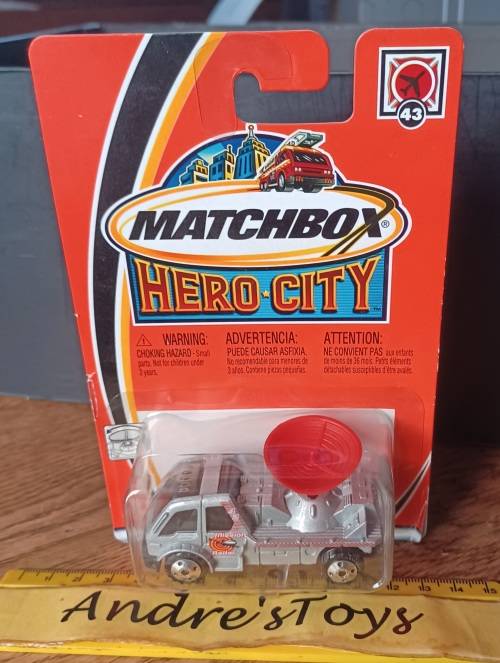 43
MATCHBOX®
HERO·CITY™
WARNING:
CHOKING HAZARD - Small
parts. Not for children under
3 years.
ADVERTENCIA:
PUEDE CAUSAR ASFIXIA.
No recomendable para menores de
3 años. Contiene piezas pequeñas.
ATTENTION:
NE CONVIENT PAS aux enfants
de moins de 36 mois. Petits éléments
détachables susceptibles d'être avalés.
Radar
Andre'sToys